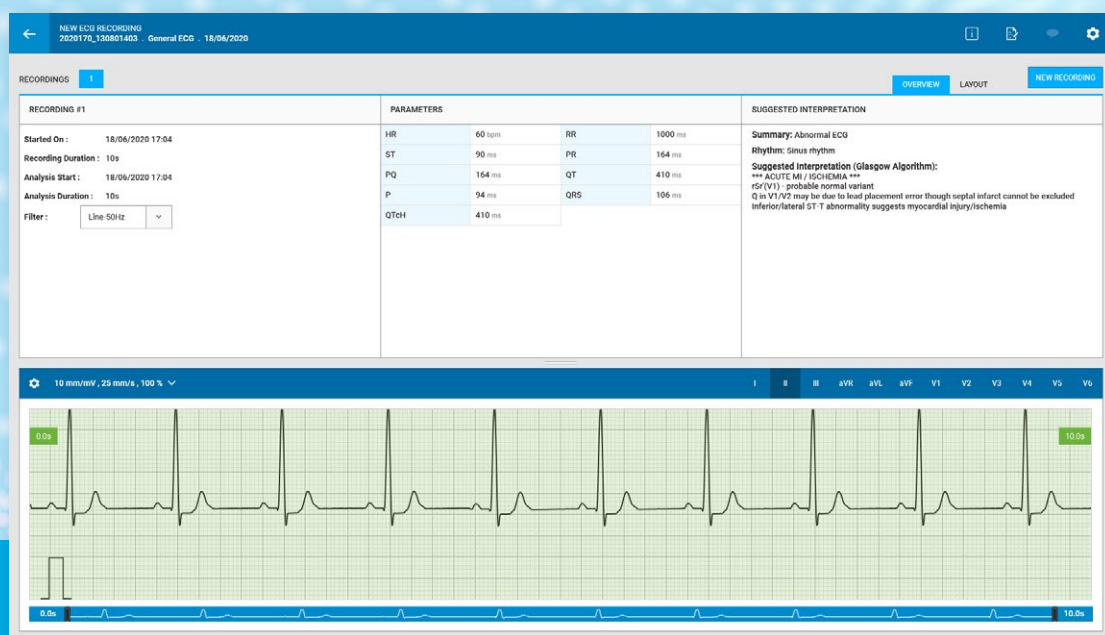 NEW ECG RECORDING
2020170_130801403 . General ECG . 18/06/2020
RECORDINGS 1
OVERVIEW LAYOUT NEW RECORDING
RECORDING #1
Started On : 18/06/2020 17:04
Recording Duration : 10s
Analysis Start : 18/06/2020 17:04
Analysis Duration : 10s
Filter : Line-50Hz
PARAMETERS
HR 60 bpm RR 1000 ms
ST 90 ms PR 164 ms
PQ 164 ms QT 410 ms
P 94 ms QRS 106 ms
QTcH 410 ms
SUGGESTED INTERPRETATION
Summary: Abnormal ECG
Rhythm: Sinus rhythm
Suggested Interpretation (Glasgow Algorithm):
*** ACUTE MI / ISCHEMIA ***
rSr'(V1) - probable normal variant
Q in V1/V2 may be due to lead placement error though septal infarct cannot be excluded
Inferior/lateral ST-T abnormality suggests myocardial injury/ischemia
10 mm/mV , 25 mm/s , 100 % I II III aVR aVL aVF V1 V2 V3 V4 V5 V6
0.0s 10.0s
0.0s 10.0s